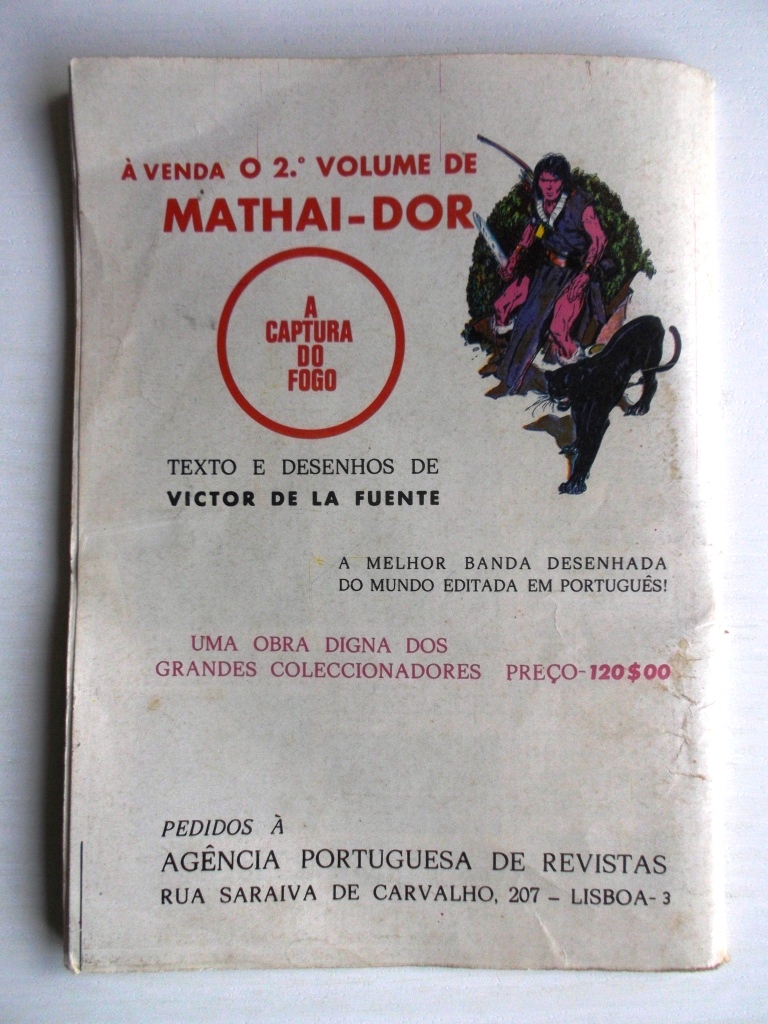 À VENDA O 2.º VOLUME DE
MATHAI-DOR
A
CAPTURA
DO
FOGO
TEXTO E DESENHOS DE
VICTOR DE LA FUENTE
A MELHOR BANDA DESENHADA
DO MUNDO EDITADA EM PORTUGUÊS!
UMA OBRA DIGNA DOS
GRANDES COLECCIONADORES PREÇO-120$00
PEDIDOS À
AGÊNCIA PORTUGUESA DE REVISTAS
RUA SARAIVA DE CARVALHO, 207 – LISBOA-3